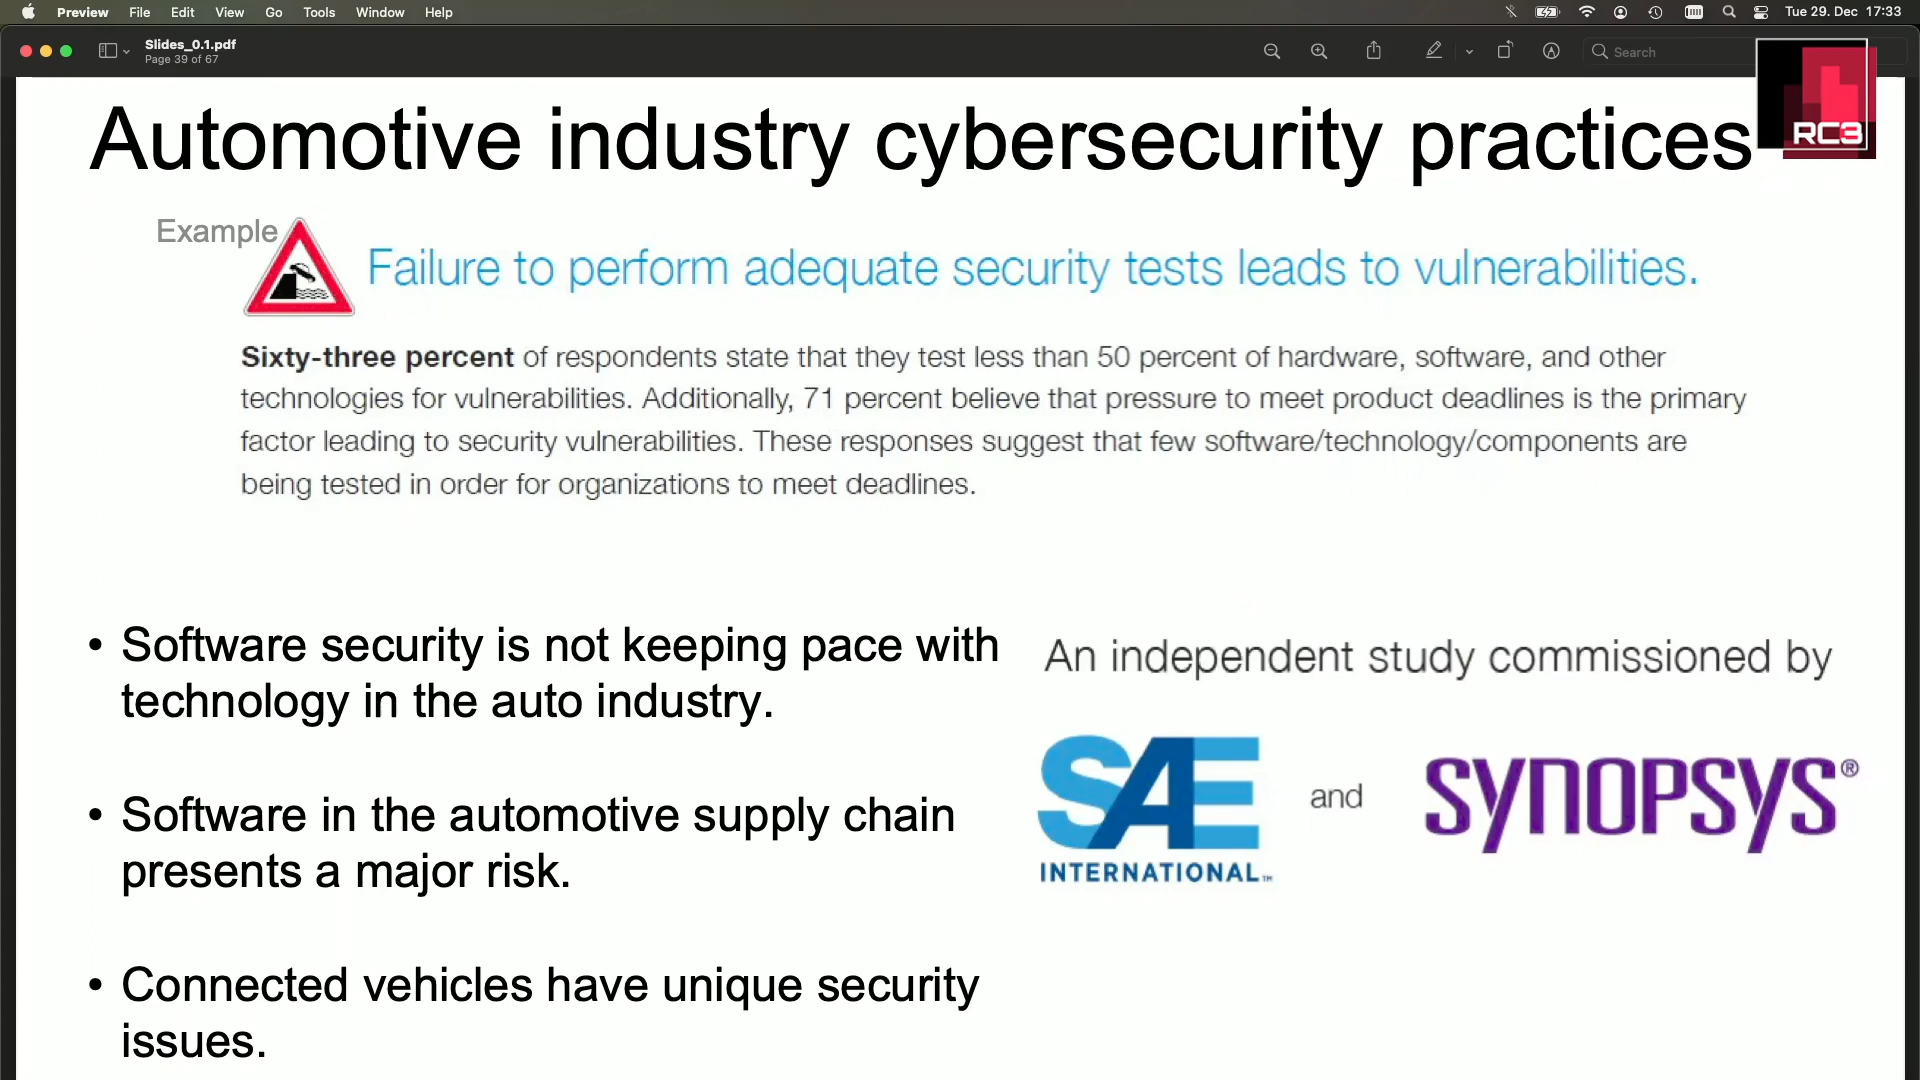 Preview File Edit View Go Tools Window Help
Tue 29. Dec 17:33
Slides_0.1.pdf
Page 39 of 67
Search
RC3
Automotive industry cybersecurity practices
Example
Failure to perform adequate security tests leads to vulnerabilities.
Sixty-three percent of respondents state that they test less than 50 percent of hardware, software, and other
technologies for vulnerabilities. Additionally, 71 percent believe that pressure to meet product deadlines is the primary
factor leading to security vulnerabilities. These responses suggest that few software/technology/components are
being tested in order for organizations to meet deadlines.
• Software security is not keeping pace with
technology in the auto industry.
• Software in the automotive supply chain
presents a major risk.
• Connected vehicles have unique security
issues.
An independent study commissioned by
SAE
INTERNATIONAL™
and
SYNOPSYS®